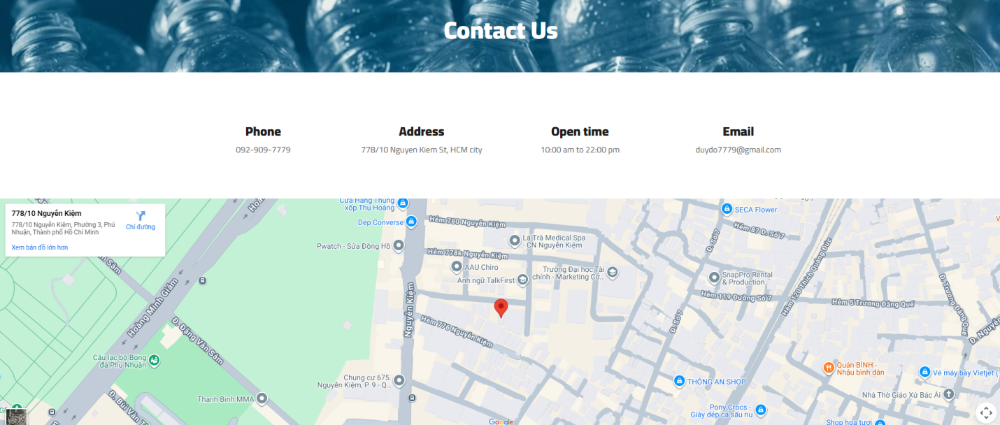 Contact Us
Phone
Address
Open time
Email
092-909-7779
778/10 Nguyen Kiem St, HCM city
10:00 am to 22:00 pm
duydo7779@gmail.com
778/10 Nguyễn Kiệm
778/10 Nguyễn Kiệm, Phường 3, Phú
Nhuận, Thành phố Hồ Chí Minh
Chỉ đường
Xem bản đồ lớn hơn
Cửa Hàng Thùng
xốp Thu Hoàng
Dép Converse
Hẻm 780 Nguyễn Kiệm
SECA Flower
Hẻm 87 D. Số 7
Đ. Số 7
Pwatch - Sửa Đồng Hồ
La Trà Medical Spa
- CN Nguyễn Kiệm
Hẻm 778k Nguyễn Kiệm
AAU Chiro
Anh ngữ TalkFirst
Trường Đại học Tài
chính - Marketing Cơ...
SnapPro Rental
& Production
Hẻm 119 Đường Số 7
Hẻm 120 Thích Quảng Đức
Hẻm 5 Trương Đăng Quế
Đ. Trương Đăng Quế
Đ. Nguyễn
Hoàng Minh Giám
Nguyễn Kiệm
Hẻm 776 Nguyễn Kiệm
Đ. Số 7
Đ. Đặng Văn Sâm
Câu lạc bộ Bóng
đá Phú Nhuận
Chung cư 675.
Nguyễn Kiệm, P. 9 - Q...
Thanh Binh MMA
Quán BÌNH -
Nhậu bình dân
THÔNG AN SHOP
Vé máy bay Vietjet (...
Nhà Thờ Giáo Xứ Bác Ái
Pony Crocs -
Giày dép cá sấu riu
Shop hoa tươi
Google